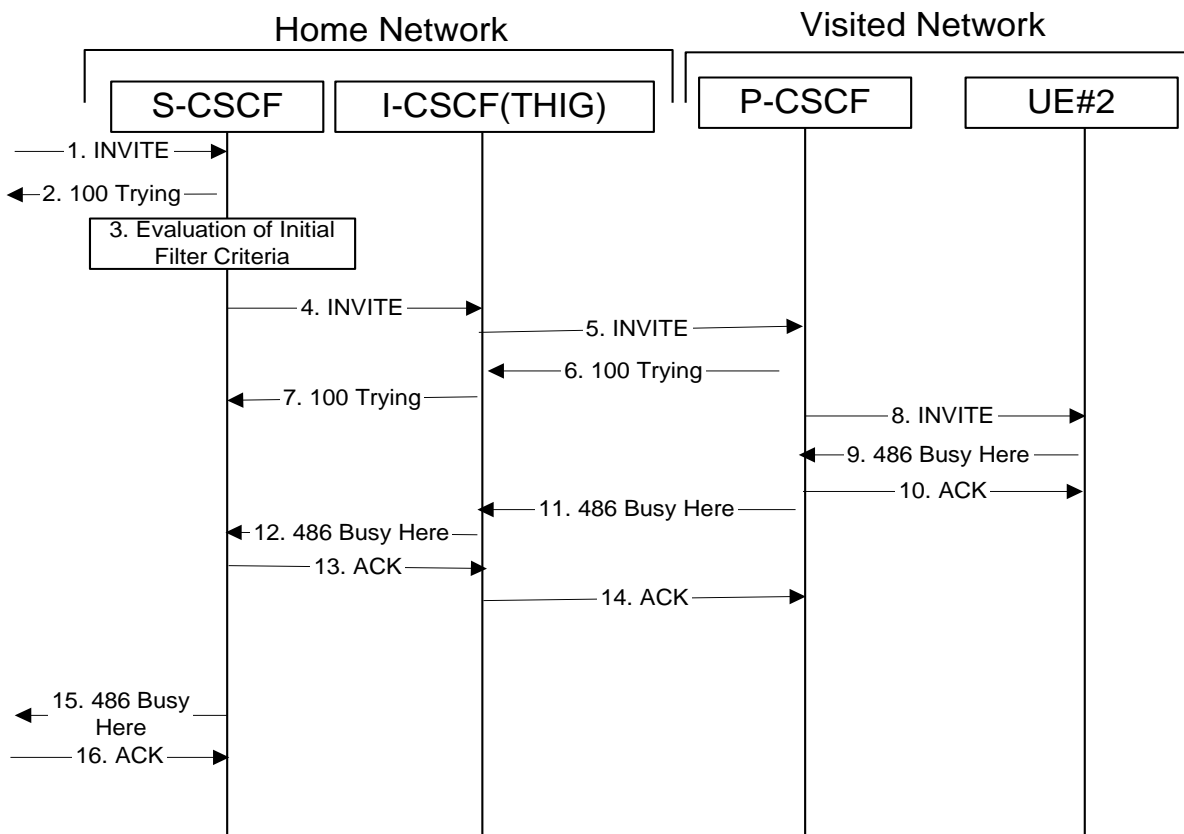 Home Network
Visited Network
S-CSCF
I-CSCF(THIG)
P-CSCF
UE#2
1. INVITE
2. 100 Trying
3. Evaluation of Initial
Filter Criteria
4. INVITE
5. INVITE
6. 100 Trying
7. 100 Trying
8. INVITE
9. 486 Busy Here
10. ACK
11. 486 Busy Here
12. 486 Busy Here
13. ACK
14. ACK
15. 486 Busy
Here
16. ACK